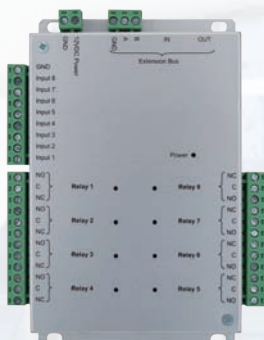 GND
12VDC Power
GND
A
B
IN
OUT
Extension Bus
GND
Input 8
Input 7
Input 6
Input 5
Input 4
Input 3
Input 2
Input 1
Power
NO
C
NC
Relay 1
Relay 8
NC
C
NO
NO
C
NC
Relay 2
Relay 7
NC
C
NO
NO
C
NC
Relay 3
Relay 6
NC
C
NO
NO
C
NC
Relay 4
Relay 5
NC
C
NO